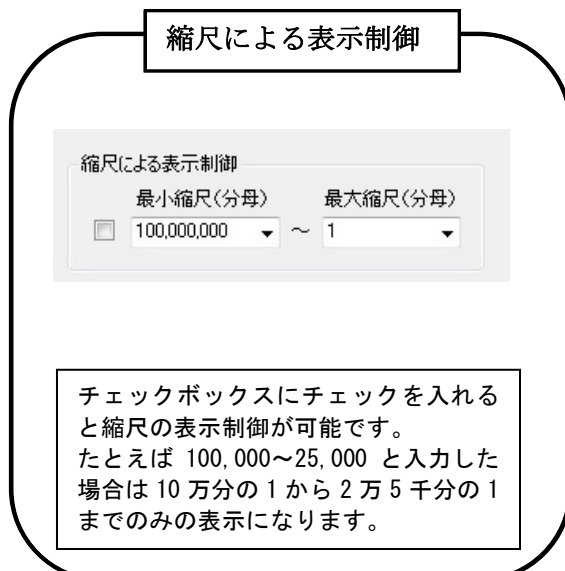 縮尺による表示制御
縮尺による表示制御
最小縮尺(分母) 最大縮尺(分母)
100,000,000 ～ 1
チェックボックスにチェックを入れる
と縮尺の表示制御が可能です。
たとえば 100,000～25,000 と入力した
場合は 10 万分の 1 から 2 万 5 千分の 1
までのみの表示になります。